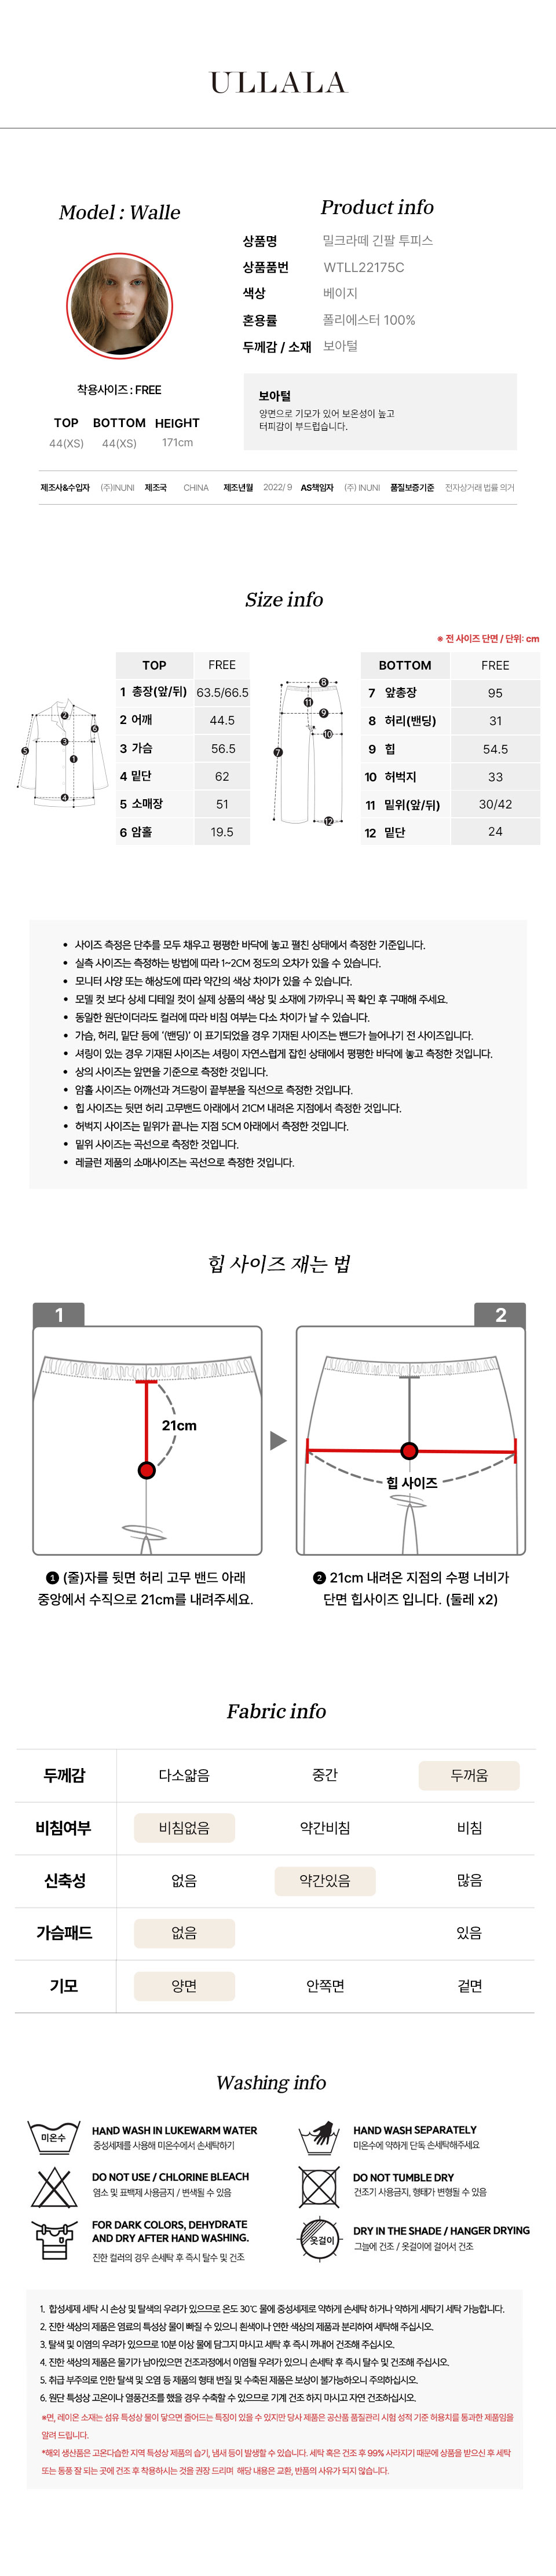 ULLALA
Model : Walle
착용사이즈 : FREE
TOP BOTTOM HEIGHT
44(XS) 44(XS) 171cm
Product info
상품명 밀크라떼 긴팔 투피스
상품품번 WTLL22175C
색상 베이지
혼용률 폴리에스터 100%
두께감 / 소재 보아털
보아털
양면으로 기모가 있어 보온성이 높고
터피감이 부드럽습니다.
제조사&수입자 (주)INUNI 제조국 CHINA 제조년월 2022/ 9 AS책임자 (주) INUNI 품질보증기준 전자상거래 법률 의거
Size info
※ 전 사이즈 단면 / 단위: cm
TOP FREE
1 총장(앞/뒤) 63.5/66.5
2 어깨 44.5
3 가슴 56.5
4 밑단 62
5 소매장 51
6 암홀 19.5
BOTTOM FREE
7 앞총장 95
8 허리(밴딩) 31
9 힙 54.5
10 허벅지 33
11 밑위(앞/뒤) 30/42
12 밑단 24
• 사이즈 측정은 단추를 모두 채우고 평평한 바닥에 놓고 펼친 상태에서 측정한 기준입니다.
• 실측 사이즈는 측정하는 방법에 따라 1~2CM 정도의 오차가 있을 수 있습니다.
• 모니터 사양 또는 해상도에 따라 약간의 색상 차이가 있을 수 있습니다.
• 모델 컷 보다 상세 디테일 컷이 실제 상품의 색상 및 소재에 가까우니 꼭 확인 후 구매해 주세요.
• 동일한 원단이더라도 컬러에 따라 비침 여부는 다소 차이가 날 수 있습니다.
• 가슴, 허리, 밑단 등에 '(밴딩)' 이 표기되었을 경우 기재된 사이즈는 밴드가 늘어나기 전 사이즈입니다.
• 셔링이 있는 경우 기재된 사이즈는 셔링이 자연스럽게 잡힌 상태에서 평평한 바닥에 놓고 측정한 것입니다.
• 상의 사이즈는 앞면을 기준으로 측정한 것입니다.
• 암홀 사이즈는 어깨선과 겨드랑이 끝부분을 직선으로 측정한 것입니다.
• 힙 사이즈는 뒷면 허리 고무밴드 아래에서 21CM 내려온 지점에서 측정한 것입니다.
• 허벅지 사이즈는 밑위가 끝나는 지점 5CM 아래에서 측정한 것입니다.
• 밑위 사이즈는 곡선으로 측정한 것입니다.
• 레글런 제품의 소매사이즈는 곡선으로 측정한 것입니다.
힙 사이즈 재는 법
1
21cm
2
힙 사이즈
❶ (줄)자를 뒷면 허리 고무 밴드 아래
중앙에서 수직으로 21cm를 내려주세요.
❷ 21cm 내려온 지점의 수평 너비가
단면 힙사이즈 입니다. (둘레 x2)
Fabric info
두께감 다소얇음 중간 두꺼움
비침여부 비침없음 약간비침 비침
신축성 없음 약간있음 많음
가슴패드 없음 있음
기모 양면 안쪽면 겉면
Washing info
미온수
HAND WASH IN LUKEWARM WATER
중성세제를 사용해 미온수에서 손세탁하기
HAND WASH SEPARATELY
미온수에 약하게 단독 손세탁해주세요
DO NOT USE / CHLORINE BLEACH
염소 및 표백제 사용금지 / 변색될 수 있음
DO NOT TUMBLE DRY
건조기 사용금지, 형태가 변형될 수 있음
FOR DARK COLORS, DEHYDRATE
AND DRY AFTER HAND WASHING.
진한 컬러의 경우 손세탁 후 즉시 탈수 및 건조
옷걸이
DRY IN THE SHADE / HANGER DRYING
그늘에 건조 / 옷걸이에 걸어서 건조
1. 합성세제 세탁 시 손상 및 탈색의 우려가 있으므로 온도 30℃ 물에 중성세제로 약하게 손세탁 하거나 약하게 세탁기 세탁 가능합니다.
2. 진한 색상의 제품은 염료의 특성상 물이 빠질 수 있으니 흰색이나 연한 색상의 제품과 분리하여 세탁해 주십시오.
3. 탈색 및 이염의 우려가 있으므로 10분 이상 물에 담그지 마시고 세탁 후 즉시 꺼내어 건조해 주십시오.
4. 진한 색상의 제품은 물기가 남아있으면 건조과정에서 이염될 우려가 있으니 손세탁 후 즉시 탈수 및 건조해 주십시오.
5. 취급 부주의로 인한 탈색 및 오염 등 제품의 형태 변질 및 수축된 제품은 보상이 불가능하오니 주의하십시오.
6. 원단 특성상 고온이나 열풍건조를 했을 경우 수축할 수 있으므로 기계 건조 하지 마시고 자연 건조하십시오.
※면, 레이온 소재는 섬유 특성상 물이 닿으면 줄어드는 특징이 있을 수 있지만 당사 제품은 공산품 품질관리 시험 성적 기준 허용치를 통과한 제품임을
알려 드립니다.
*해외 생산품은 고온다습한 지역 특성상 제품의 습기, 냄새 등이 발생할 수 있습니다. 세탁 혹은 건조 후 99% 사라지기 때문에 상품을 받으신 후 세탁
또는 통풍 잘 되는 곳에 건조 후 착용하시는 것을 권장 드리며 해당 내용은 교환, 반품의 사유가 되지 않습니다.